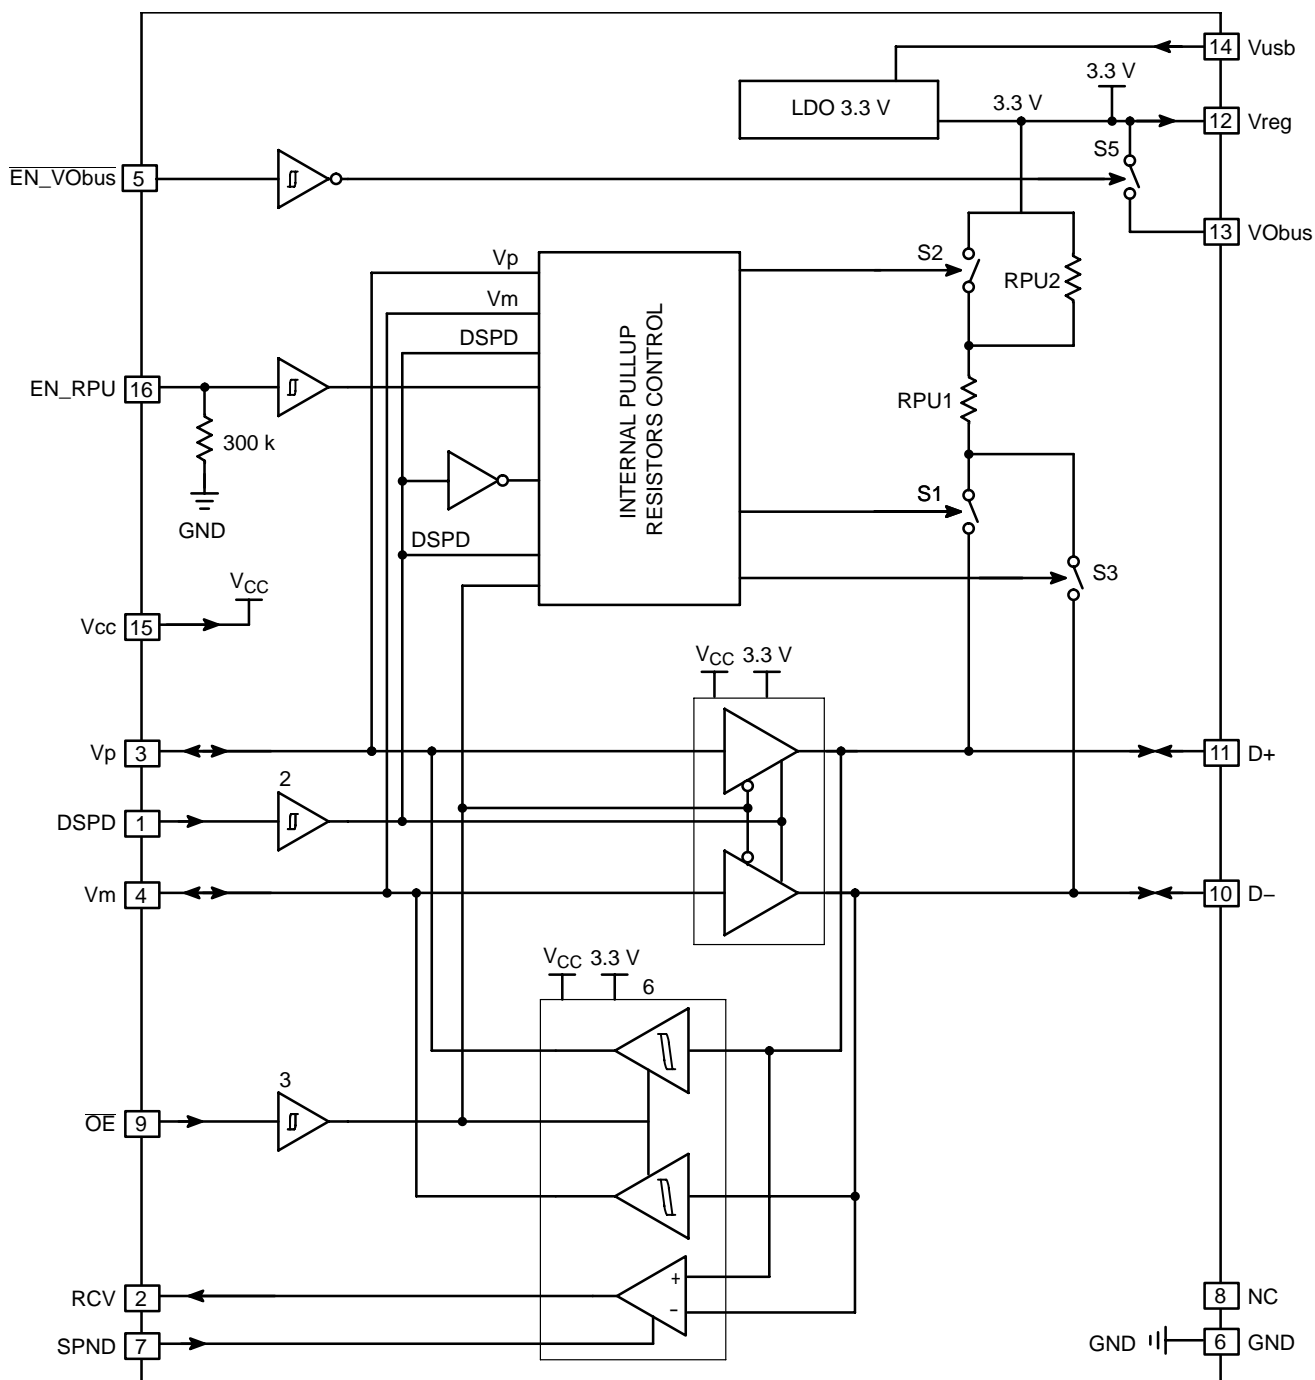 14 Vusb
3.3 V
LDO 3.3 V
3.3 V
12 Vreg
S5
EN_VObus 5
13 VObus
Vp
S2
RPU2
Vm
DSPD
INTERNAL PULLUP
RESISTORS CONTROL
EN_RPU 16
RPU1
300 k
S1
GND
DSPD
S3
VCC
Vcc 15
VCC 3.3 V
Vp 3
11 D+
2
DSPD 1
Vm 4
10 D–
VCC 3.3 V
6
3
OE 9
+
RCV 2
–
8 NC
SPND 7
GND
6 GND